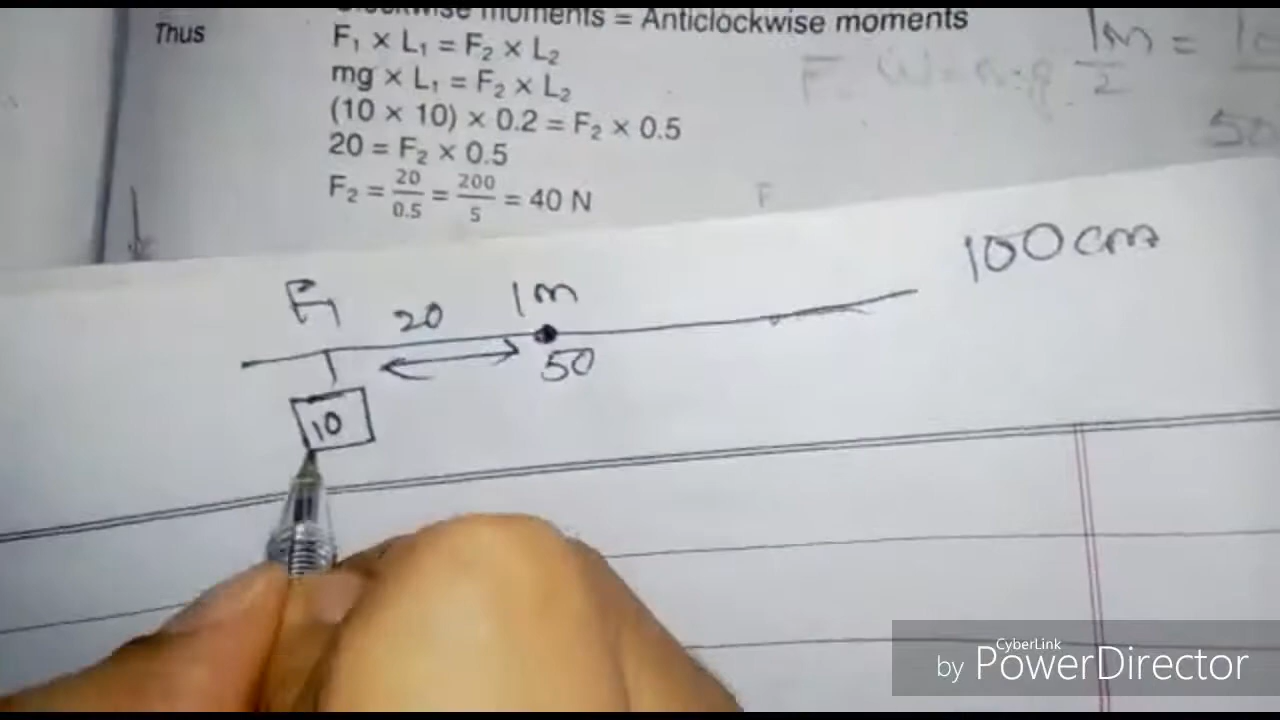 Clockwise moments = Anticlockwise moments
Thus
F₁ × L₁ = F₂ × L₂
mg × L₁ = F₂ × L₂
(10 × 10) × 0.2 = F₂ × 0.5
20 = F₂ × 0.5
F₂ = 20/0.5 = 200/5 = 40 N
1m/2 =
50
F
100cm
F₁
20
1m
50
10
CyberLink
by PowerDirector